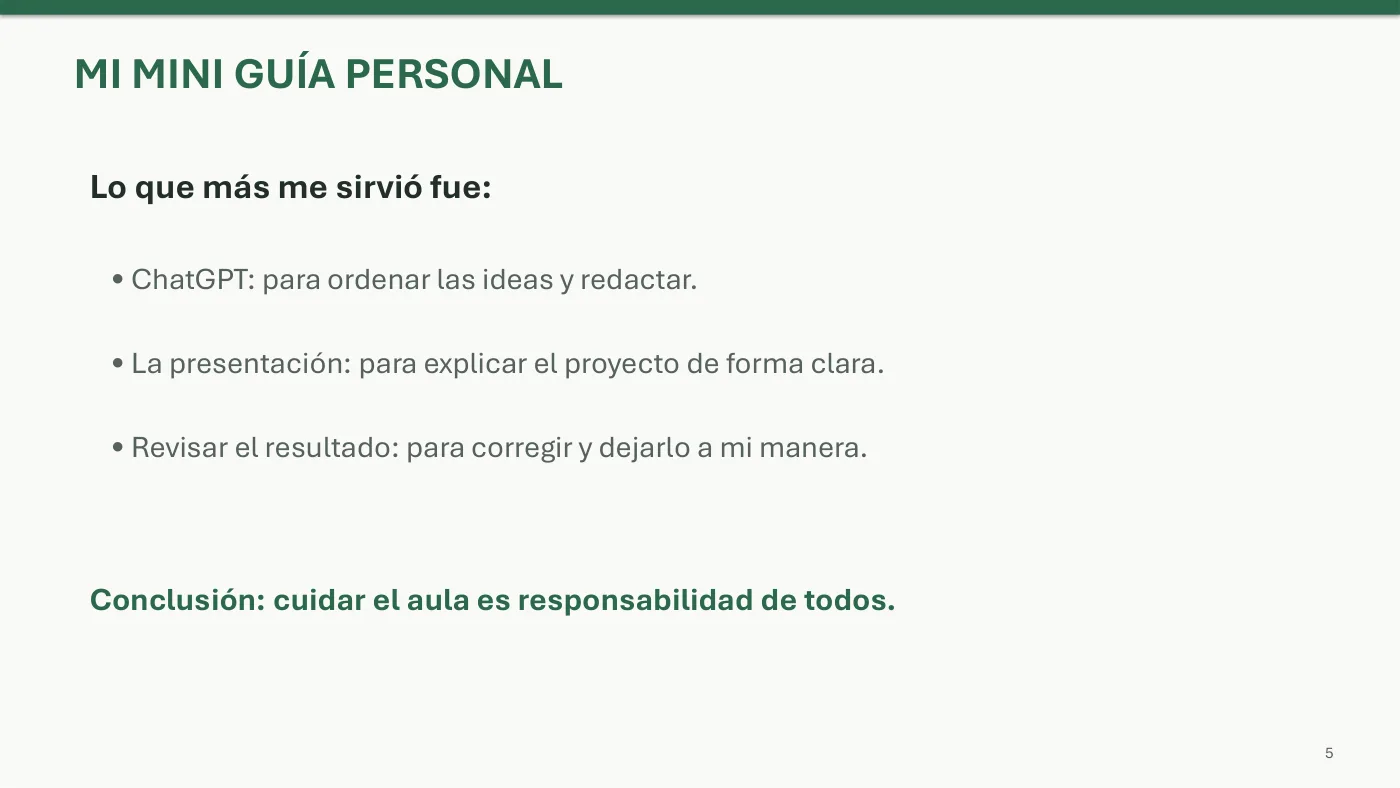 MI MINI GUÍA PERSONAL
Lo que más me sirvió fue:
• ChatGPT: para ordenar las ideas y redactar.
• La presentación: para explicar el proyecto de forma clara.
• Revisar el resultado: para corregir y dejarlo a mi manera.
Conclusión: cuidar el aula es responsabilidad de todos.
5